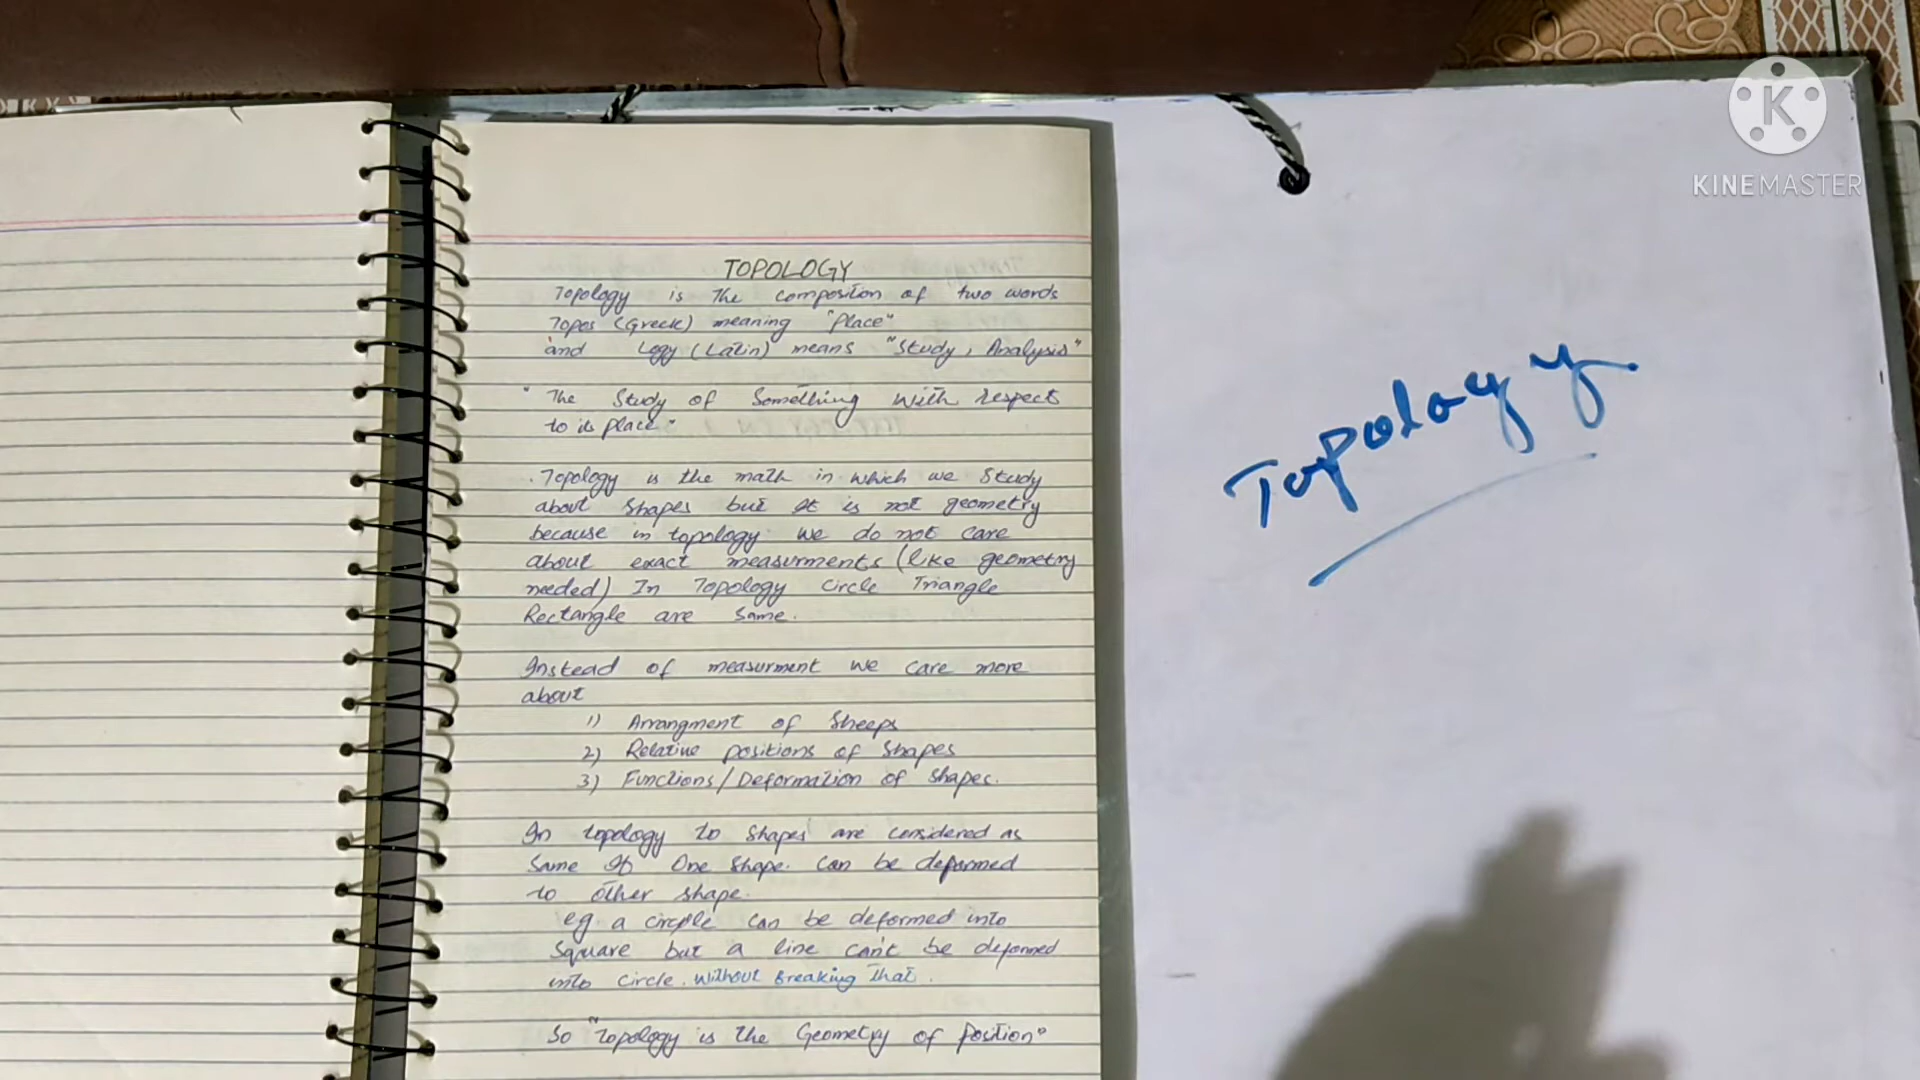 TOPOLOGY
Topology is The composition of two words
Topos (Greek) meaning "Place"
and Logy (Latin) means "Study, Analysis"
"The Study of Something with respect
to its place"
. Topology is the math in which we Study
about Shapes but It is not geometry
because in topology we do not care
about exact measurments (like geometry
needed) In Topology Circle Triangle
Rectangle are Same.
Instead of measurment we care more
about
1) Arrangment of Sheeps
2) Relative positions of Shapes
3) Functions/Deformation of Shapes.
In topology to Shapes are considered as
Same If One Shape can be deformed
to other shape.
eg a circle can be deformed into
Square but a line can't be deformed
into circle. without Breaking that.
So "Topology is the Geometry of Position"
Topology
K
KINEMASTER